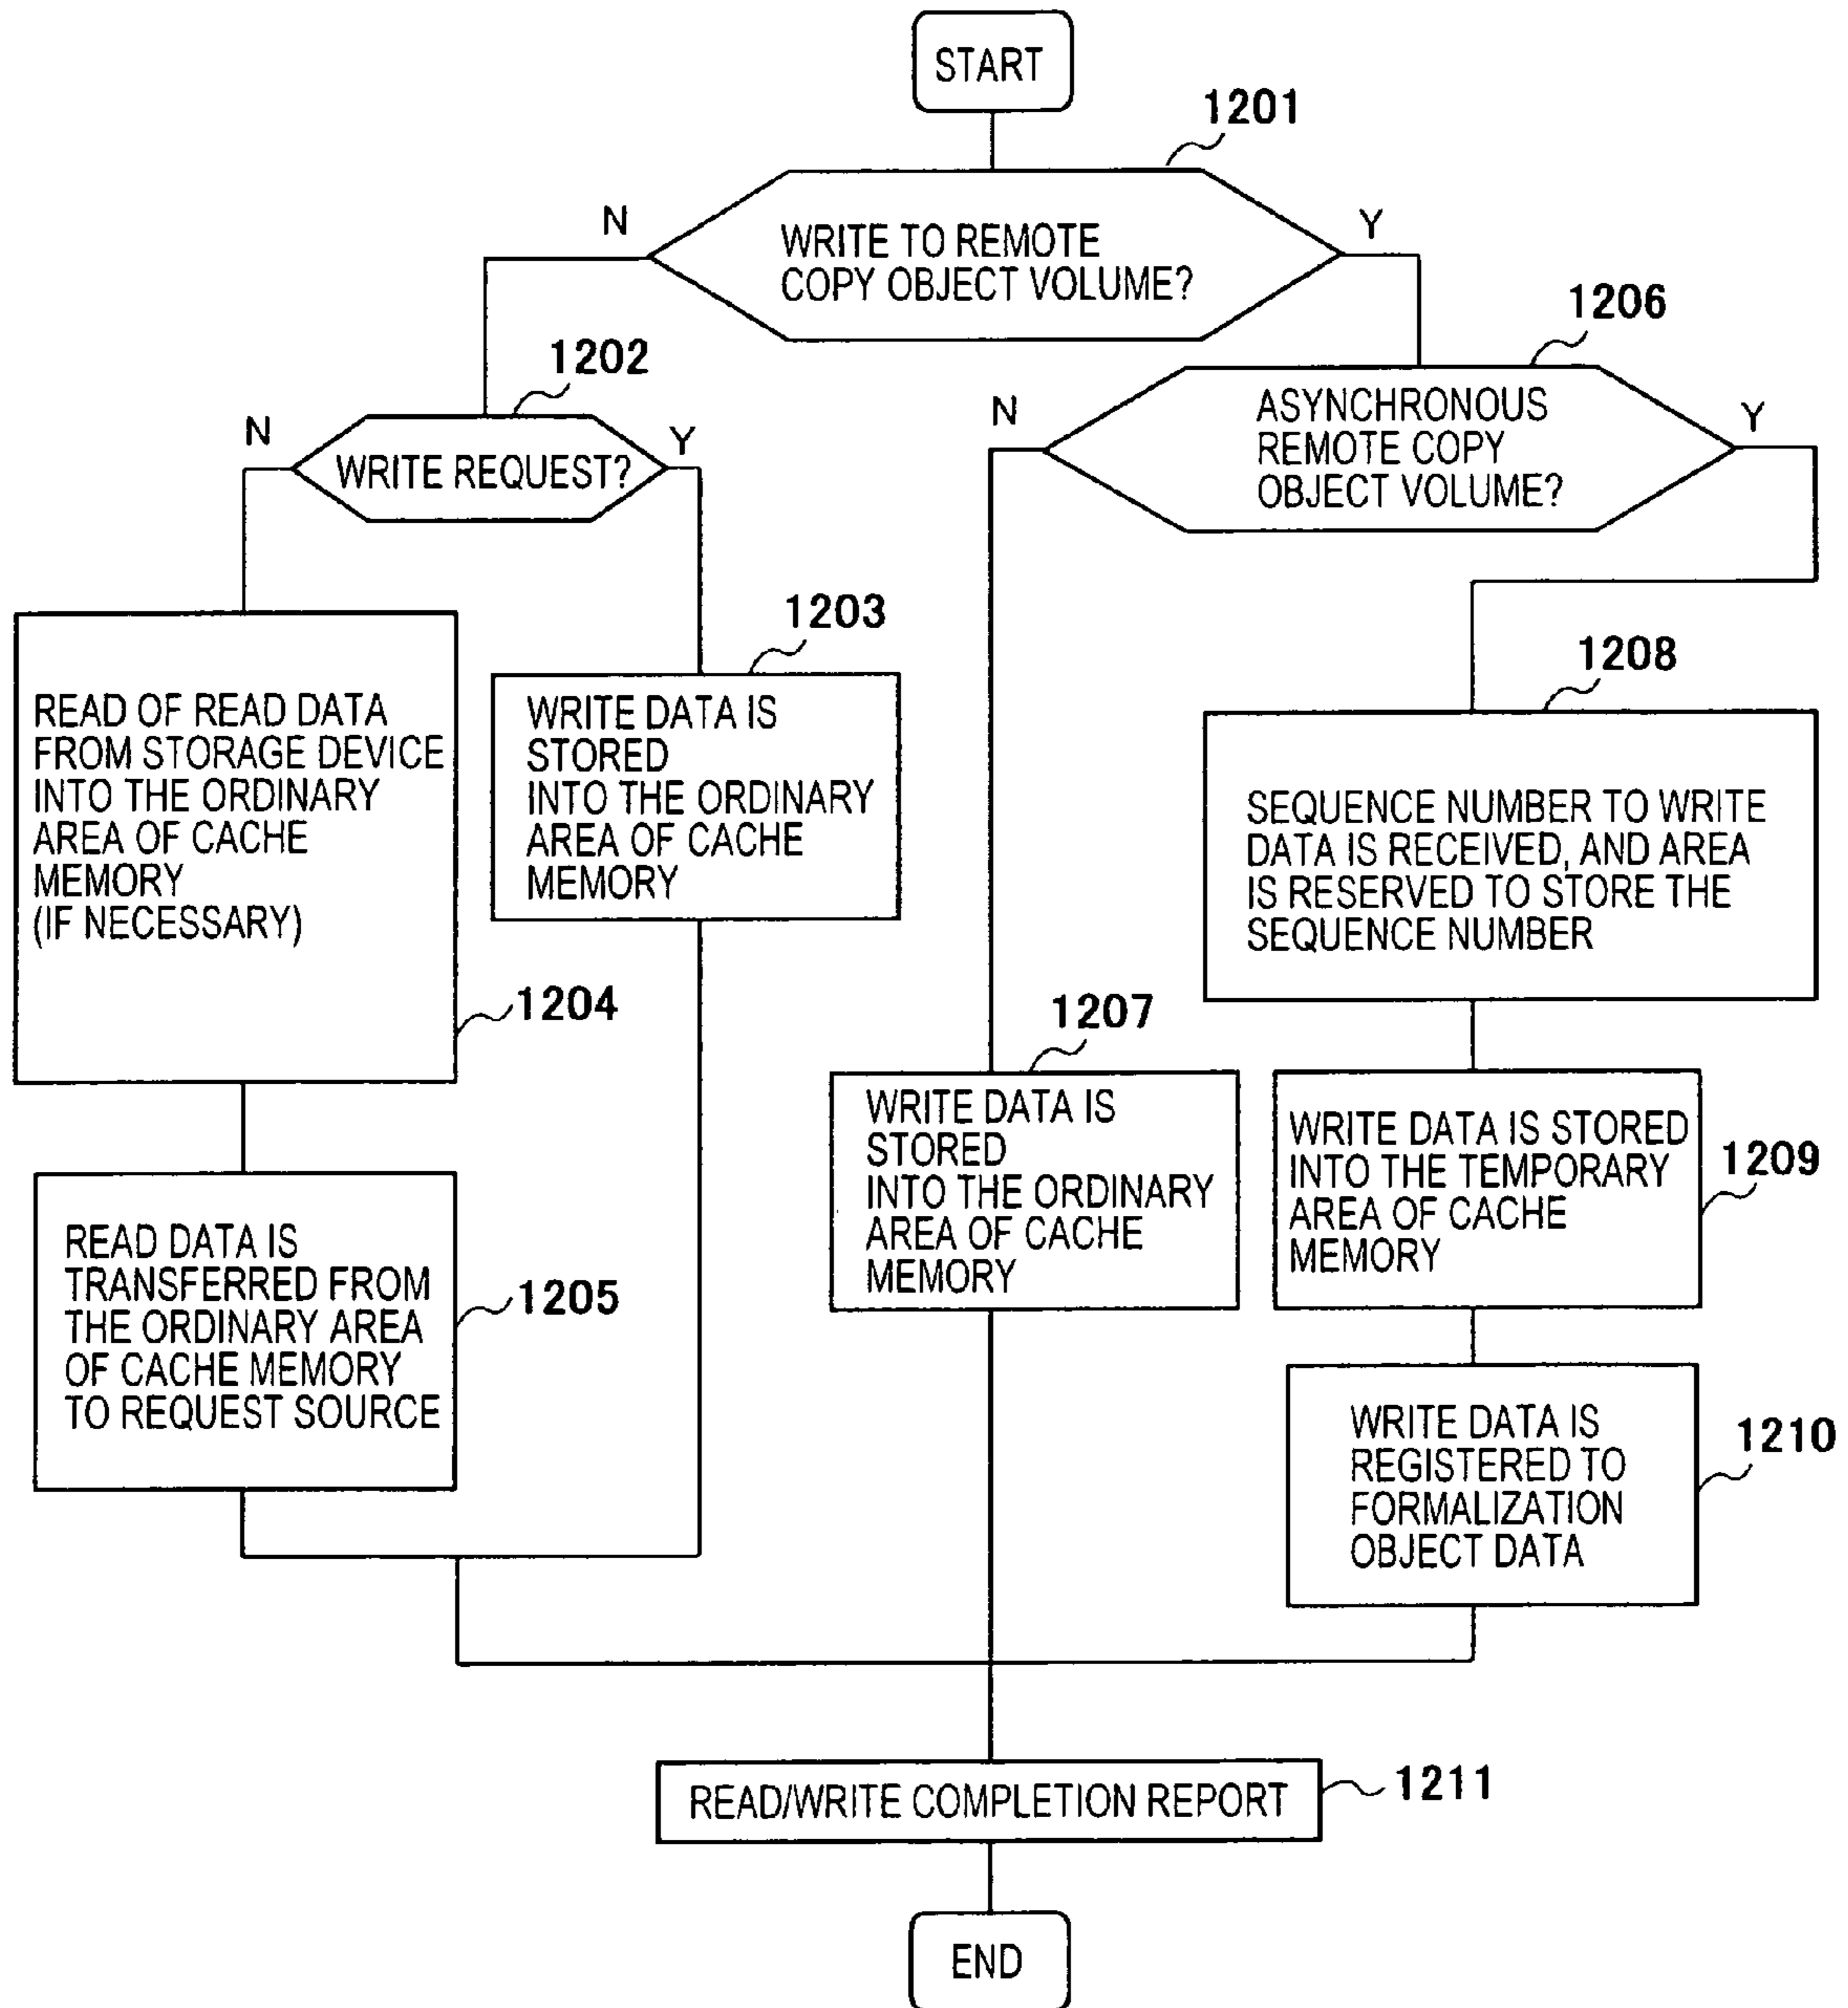 START
1201
N
WRITE TO REMOTE
COPY OBJECT VOLUME?
Y
1202
N
WRITE REQUEST?
Y
1206
N
ASYNCHRONOUS
REMOTE COPY
OBJECT VOLUME?
Y
READ OF READ DATA
FROM STORAGE DEVICE
INTO THE ORDINARY
AREA OF CACHE
MEMORY
(IF NECESSARY)
1204
1203
WRITE DATA IS
STORED
INTO THE ORDINARY
AREA OF CACHE
MEMORY
1208
SEQUENCE NUMBER TO WRITE
DATA IS RECEIVED, AND AREA
IS RESERVED TO STORE THE
SEQUENCE NUMBER
READ DATA IS
TRANSFERRED FROM
THE ORDINARY AREA
OF CACHE MEMORY
TO REQUEST SOURCE
1205
1207
WRITE DATA IS
STORED
INTO THE ORDINARY
AREA OF CACHE
MEMORY
WRITE DATA IS STORED
INTO THE TEMPORARY
AREA OF CACHE
MEMORY
1209
WRITE DATA IS
REGISTERED TO
FORMALIZATION
OBJECT DATA
1210
READ/WRITE COMPLETION REPORT
1211
END